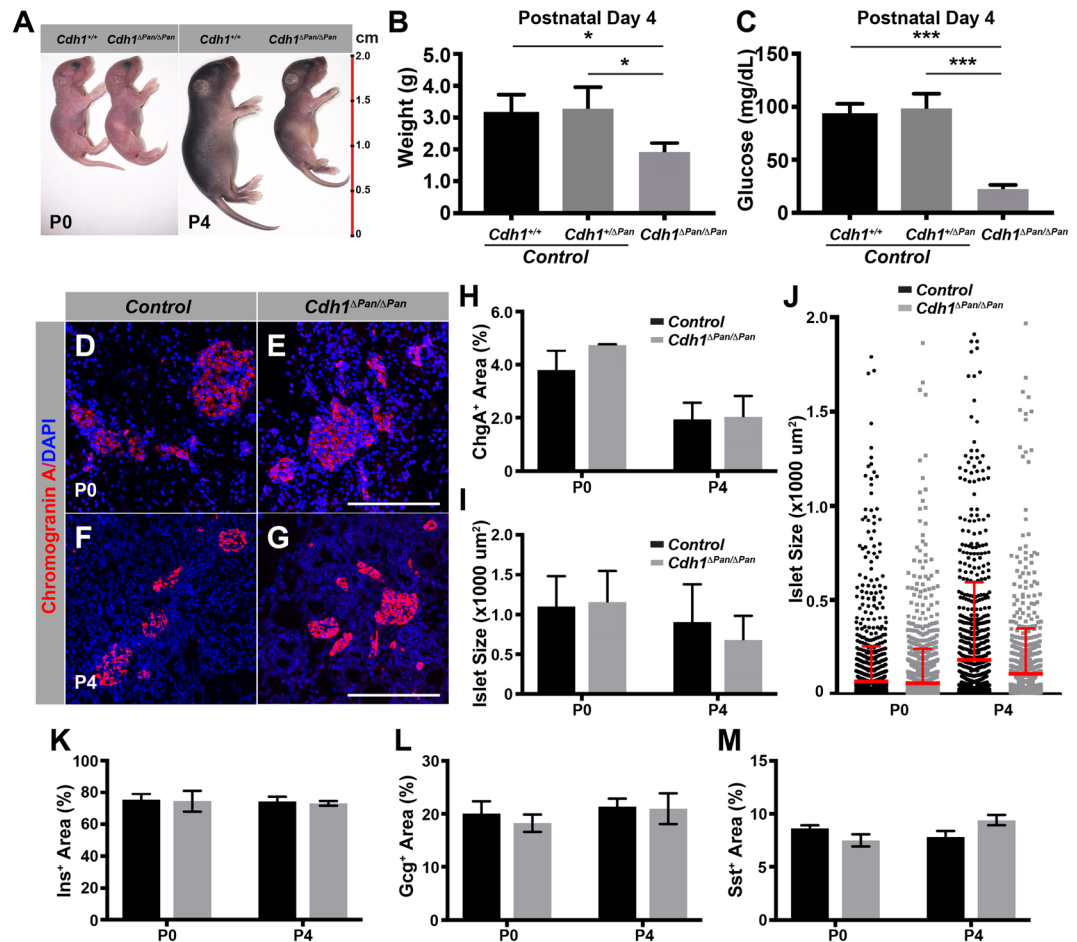 A
Cdh1+/+ Cdh1ΔPan/ΔPan Cdh1+/+ Cdh1ΔPan/ΔPan cm
2.0
1.5
1.0
0.5
0
P0 P4
B
Postnatal Day 4
*
*
Weight (g)
5.0
4.0
3.0
2.0
1.0
0.0
Cdh1+/+ Cdh1+/ΔPan Cdh1ΔPan/ΔPan
Control
C
Postnatal Day 4
***
***
Glucose (mg/dL)
150
100
50
0
Cdh1+/+ Cdh1+/ΔPan Cdh1ΔPan/ΔPan
Control
Control Cdh1ΔPan/ΔPan
Chromogranin A/DAPI
D E
P0
F G
P4
H
Control
Cdh1ΔPan/ΔPan
ChgA+ Area (%)
6.0
4.0
2.0
0.0
P0 P4
I
Control
Cdh1ΔPan/ΔPan
Islet Size (x1000 um2)
2.0
1.5
1.0
0.5
0
P0 P4
J
Control
Cdh1ΔPan/ΔPan
Islet Size (x1000 um2)
2.0
1.5
1.0
0.5
0
P0 P4
K
Ins+ Area (%)
100
80
60
40
20
0
P0 P4
L
Gcg+ Area (%)
30
20
10
0
P0 P4
M
Sst+ Area (%)
15
10
5
0
P0 P4